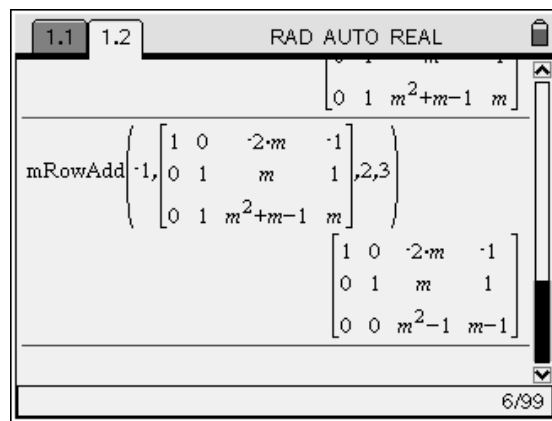 1.1 1.2 RAD AUTO REAL
0 1 m²+m−1 m
mRowAdd(-1,[1 0 -2·m -1
0 1 m 1
0 1 m²+m−1 m],2,3)
1 0 -2·m -1
0 1 m 1
0 0 m²−1 m−1
6/99